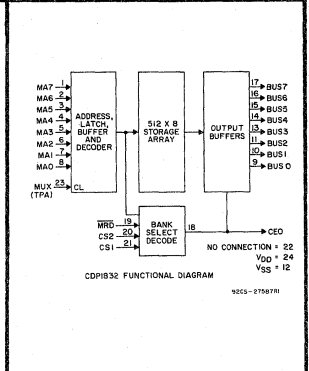 MA7 1
MA6 2
MA5 3
MA4 4
MA3 5
MA2 6
MA1 7
MA0 8
MUX 23
(TPA)
CL
ADDRESS,
LATCH,
BUFFER
AND
DECODER
512 X 8
STORAGE
ARRAY
OUTPUT
BUFFERS
17 BUS7
16 BUS6
15 BUS5
14 BUS4
13 BUS3
11 BUS2
10 BUS1
9 BUS0
MRD 19
CS2 20
CS1 21
BANK
SELECT
DECODE
18
CEO
NO CONNECTION = 22
VDD = 24
VSS = 12
CDP1832 FUNCTIONAL DIAGRAM
92CS-27587R1